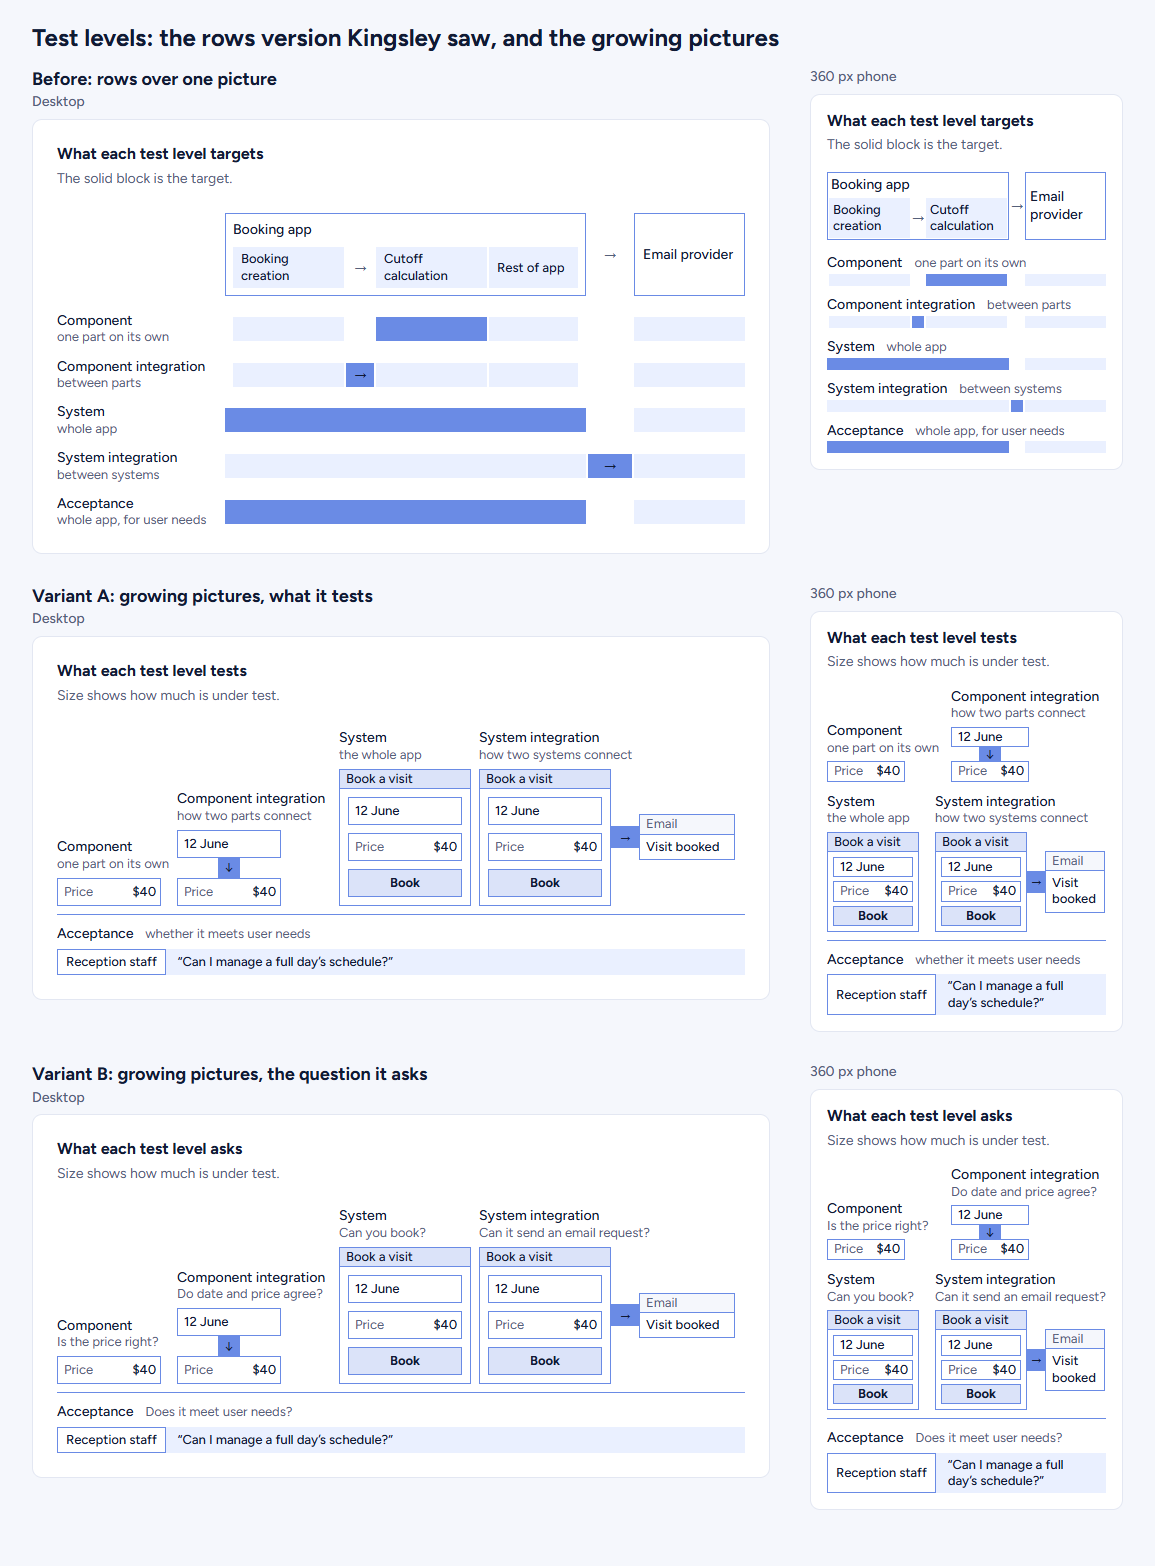 Test levels: the rows version Kingsley saw, and the growing pictures
Before: rows over one picture
Desktop
What each test level targets
The solid block is the target.
Booking app
Booking
creation
→
Cutoff
calculation
Rest of app
→
Email provider
Component
one part on its own
Component integration
between parts
→
System
whole app
System integration
between systems
→
Acceptance
whole app, for user needs
360 px phone
What each test level targets
The solid block is the target.
Booking app
Booking
creation
→
Cutoff
calculation
→
Email
provider
Component one part on its own
Component integration between parts
System whole app
System integration between systems
Acceptance whole app, for user needs
Variant A: growing pictures, what it tests
Desktop
What each test level tests
Size shows how much is under test.
Component
one part on its own
Price $40
Component integration
how two parts connect
12 June
↓
Price $40
System
the whole app
Book a visit
12 June
Price $40
Book
System integration
how two systems connect
Book a visit
12 June
Price $40
Book
→
Email
Visit booked
Acceptance whether it meets user needs
Reception staff “Can I manage a full day’s schedule?”
360 px phone
What each test level tests
Size shows how much is under test.
Component
one part on its own
Price $40
Component integration
how two parts connect
12 June
↓
Price $40
System
the whole app
Book a visit
12 June
Price $40
Book
System integration
how two systems connect
Book a visit
12 June
Price $40
Book
→
Email
Visit
booked
Acceptance whether it meets user needs
Reception staff
“Can I manage a full
day’s schedule?”
Variant B: growing pictures, the question it asks
Desktop
What each test level asks
Size shows how much is under test.
Component
Is the price right?
Price $40
Component integration
Do date and price agree?
12 June
↓
Price $40
System
Can you book?
Book a visit
12 June
Price $40
Book
System integration
Can it send an email request?
Book a visit
12 June
Price $40
Book
→
Email
Visit booked
Acceptance Does it meet user needs?
Reception staff “Can I manage a full day’s schedule?”
360 px phone
What each test level asks
Size shows how much is under test.
Component
Is the price right?
Price $40
Component integration
Do date and price agree?
12 June
↓
Price $40
System
Can you book?
Book a visit
12 June
Price $40
Book
System integration
Can it send an email request?
Book a visit
12 June
Price $40
Book
→
Email
Visit
booked
Acceptance Does it meet user needs?
Reception staff
“Can I manage a full
day’s schedule?”